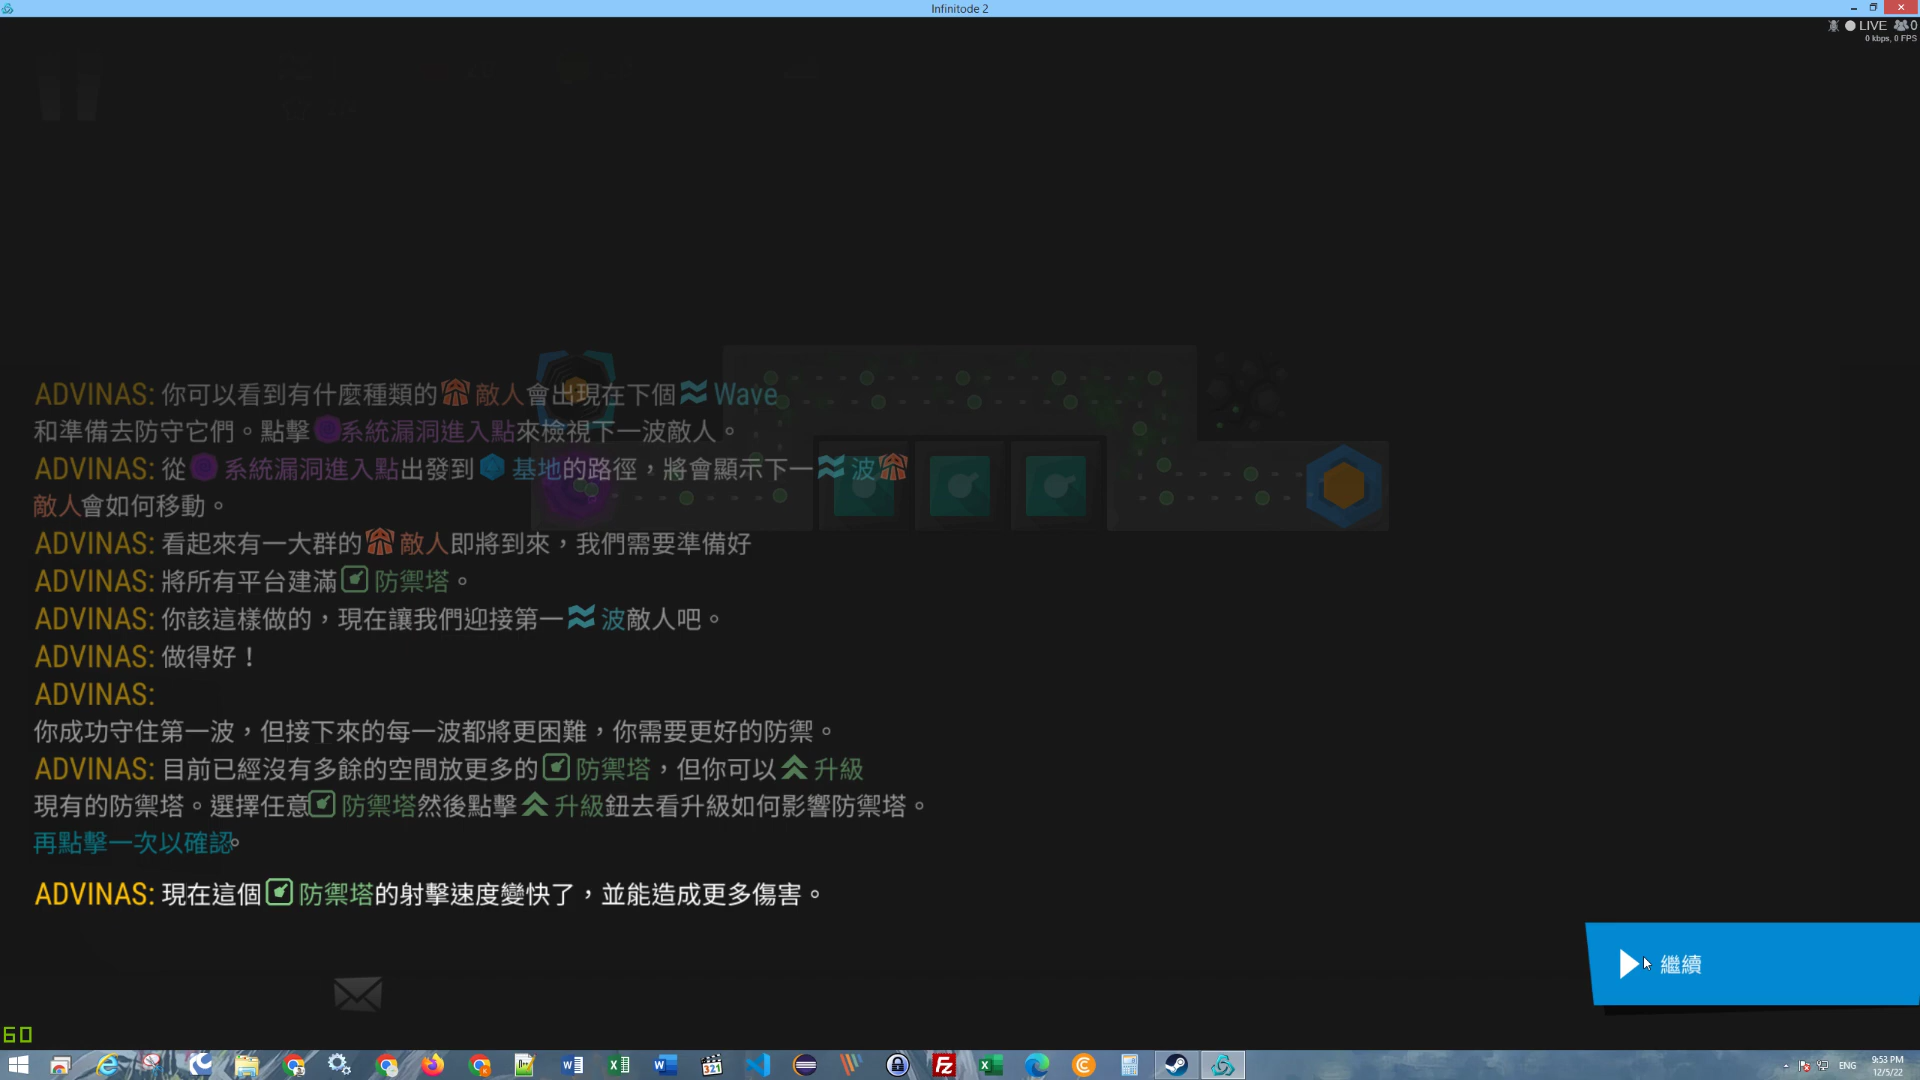 Infinitode 2
LIVE 0
0 kbps, 0 FPS
ADVINAS: 你可以看到有什麼種類的敵人會出現在下個 Wave
和準備去防守它們。點擊系統漏洞進入點來檢視下一波敵人。
ADVINAS: 從系統漏洞進入點出發到基地的路徑，將會顯示下一波
敵人會如何移動。
ADVINAS: 看起來有一大群的敵人即將到來，我們需要準備好
ADVINAS: 將所有平台建滿防禦塔。
ADVINAS: 你該這樣做的，現在讓我們迎接第一波敵人吧。
ADVINAS: 做得好！
ADVINAS:
你成功守住第一波，但接下來的每一波都將更困難，你需要更好的防禦。
ADVINAS: 目前已經沒有多餘的空間放更多的防禦塔，但你可以升級
現有的防禦塔。選擇任意防禦塔然後點擊升級鈕去看升級如何影響防禦塔。
再點擊一次以確認。
ADVINAS: 現在這個防禦塔的射擊速度變快了，並能造成更多傷害。
繼續
60
321
ENG
9:53 PM
12/5/22